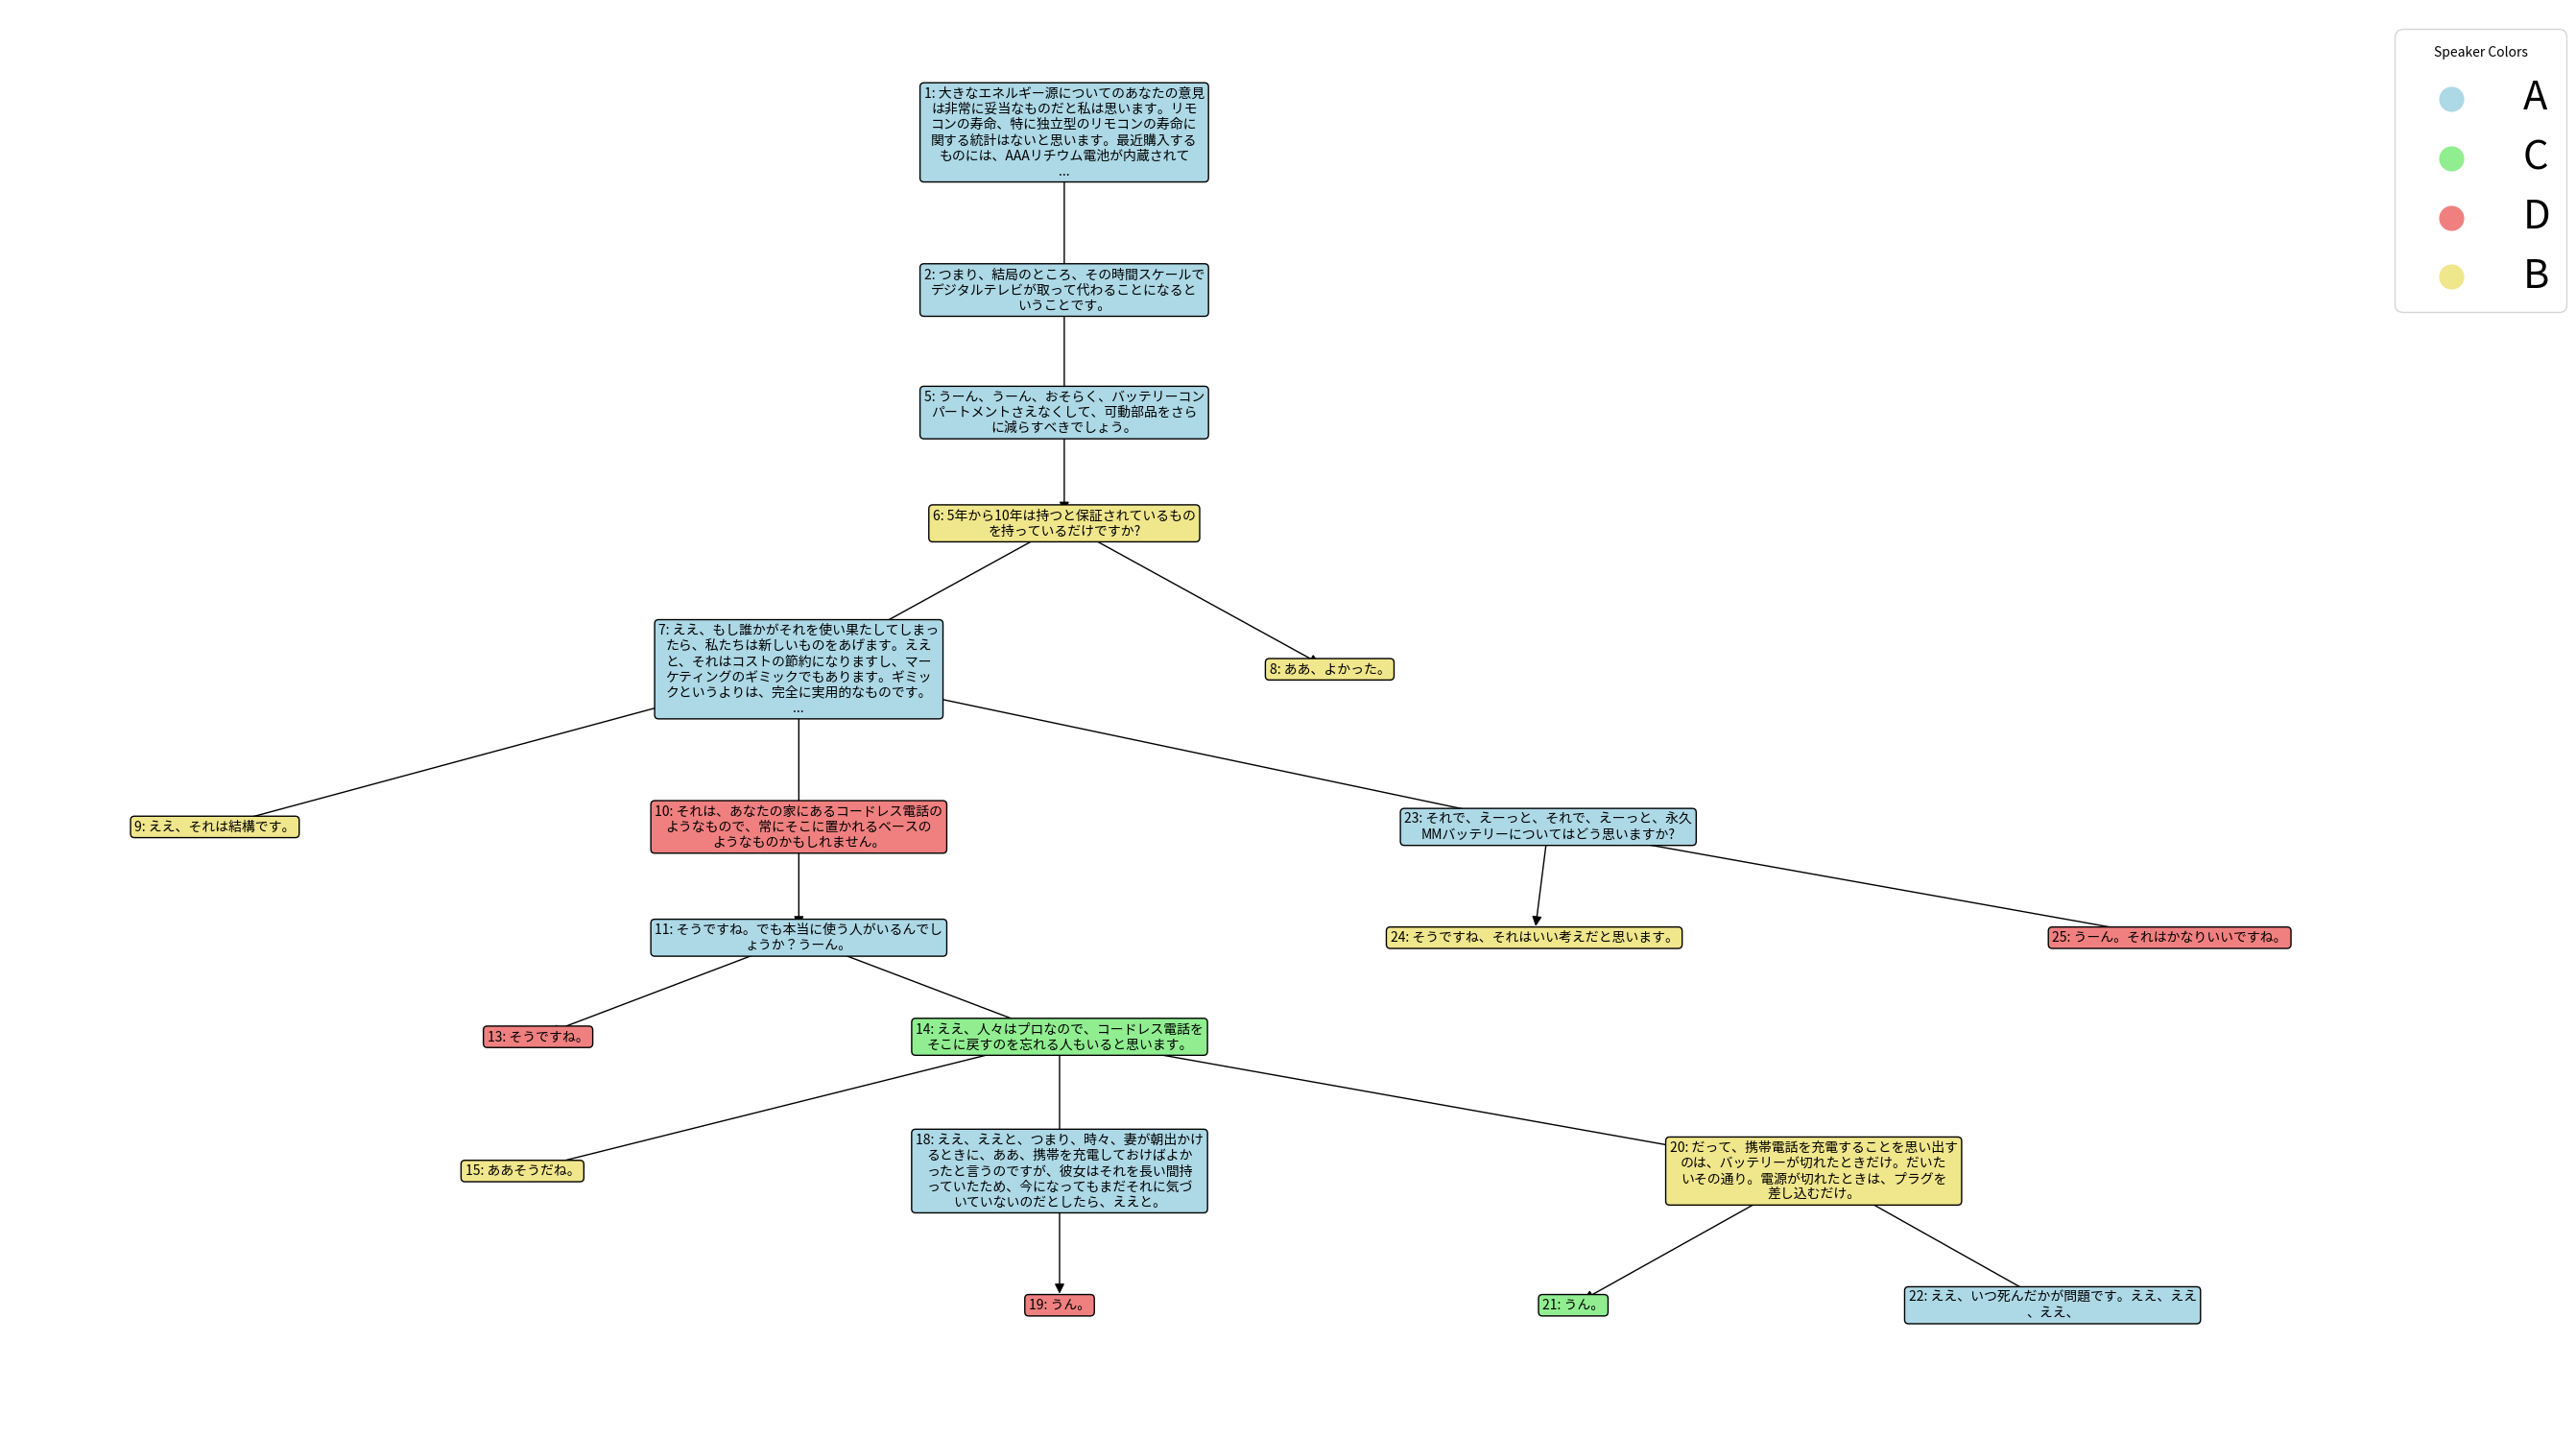 Speaker Colors
A
C
D
B
1: 大きなエネルギー源についてのあなたの意見
は非常に妥当なものだと私は思います。リモ
コンの寿命、特に独立型のリモコンの寿命に
関する統計はないと思います。最近購入する
ものには、AAAリチウム電池が内蔵されて
...
2: つまり、結局のところ、その時間スケールで
デジタルテレビが取って代わることになると
いうことです。
5: うーん、うーん、おそらく、バッテリーコン
パートメントさえなくして、可動部品をさら
に減らすべきでしょう。
6: 5年から10年は持つと保証されているもの
を持っているだけですか?
7: ええ、もし誰かがそれを使い果たしてしまっ
たら、私たちは新しいものをあげます。ええ
と、それはコストの節約になりますし、マー
ケティングのギミックでもあります。ギミッ
クというよりは、完全に実用的なものです。
...
8: ああ、よかった。
9: ええ、それは結構です。
10: それは、あなたの家にあるコードレス電話の
ようなもので、常にそこに置かれるベースの
ようなものかもしれません。
23: それで、えーっと、それで、えーっと、永久
MMバッテリーについてはどう思いますか?
11: そうですね。でも本当に使う人がいるんでし
ょうか？うーん。
24: そうですね、それはいい考えだと思います。
25: うーん。それはかなりいいですね。
13: そうですね。
14: ええ、人々はプロなので、コードレス電話を
そこに戻すのを忘れる人もいると思います。
15: ああそうだね。
18: ええ、ええと、つまり、時々、妻が朝出かけ
るときに、ああ、携帯を充電しておけばよか
ったと言うのですが、彼女はそれを長い間持
っていたため、今になってもまだそれに気づ
いていないのだとしたら、ええと。
20: だって、携帯電話を充電することを思い出す
のは、バッテリーが切れたときだけ。だいた
いその通り。電源が切れたときは、プラグを
差し込むだけ。
19: うん。
21: うん。
22: ええ、いつ死んだかが問題です。ええ、ええ
、ええ、